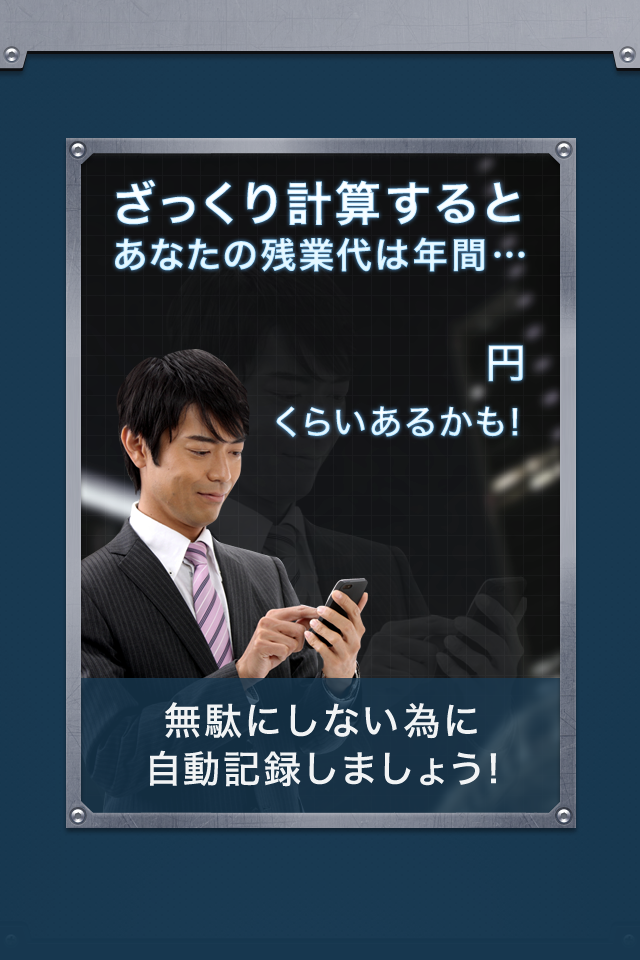 ざっくり計算すると
あなたの残業代は年間…
円
くらいあるかも!
無駄にしない為に
自動記録しましょう!